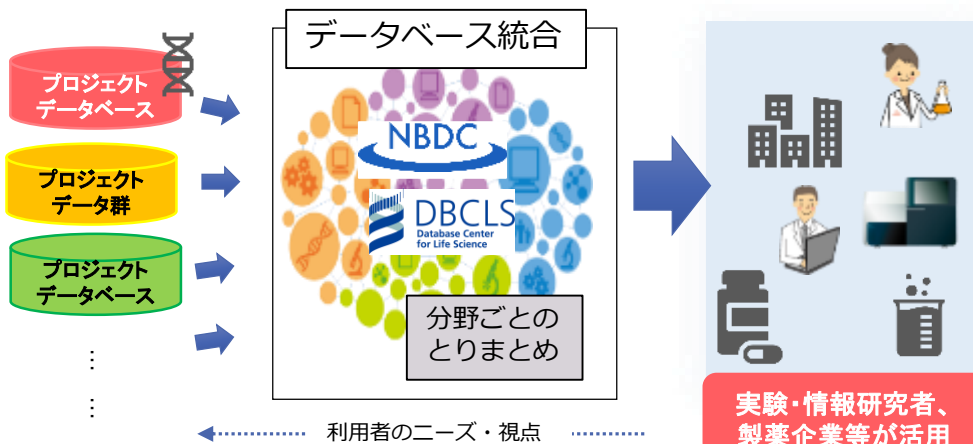 データベース統合
プロジェクト
データベース
プロジェクト
データ群
プロジェクト
データベース
⋮
⋮
NBDC
DBCLS
Database Center
for Life Science
分野ごとの
とりまとめ
利用者のニーズ・視点
実験・情報研究者、
製薬企業等が活用